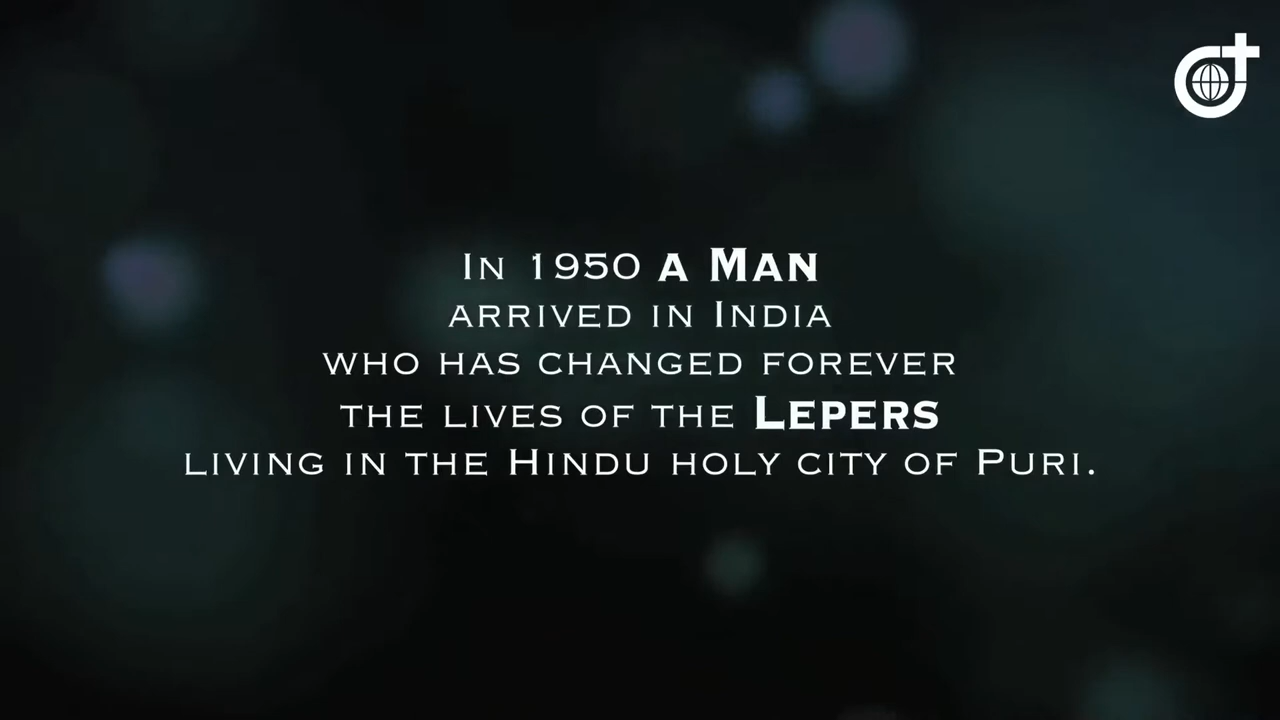 In 1950 a Man
arrived in India
who has changed forever
the lives of the Lepers
living in the Hindu holy city of Puri.